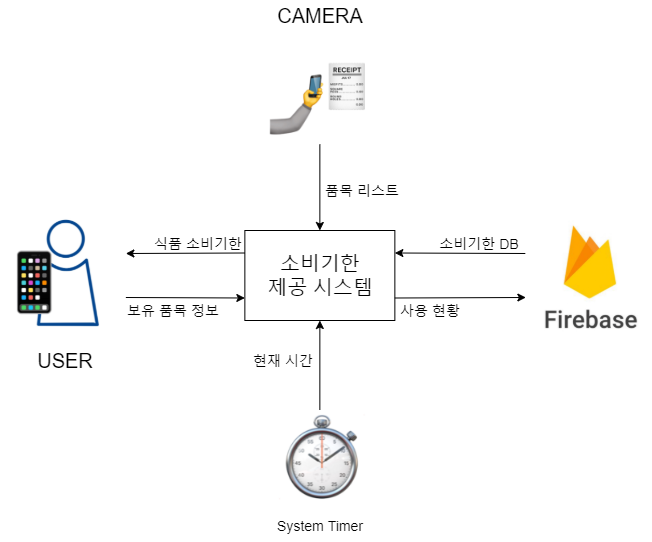 CAMERA
RECEIPT
품목 리스트
식품 소비기한
소비기한 DB
소비기한
제공 시스템
보유 품목 정보
사용 현황
Firebase
USER
현재 시간
System Timer